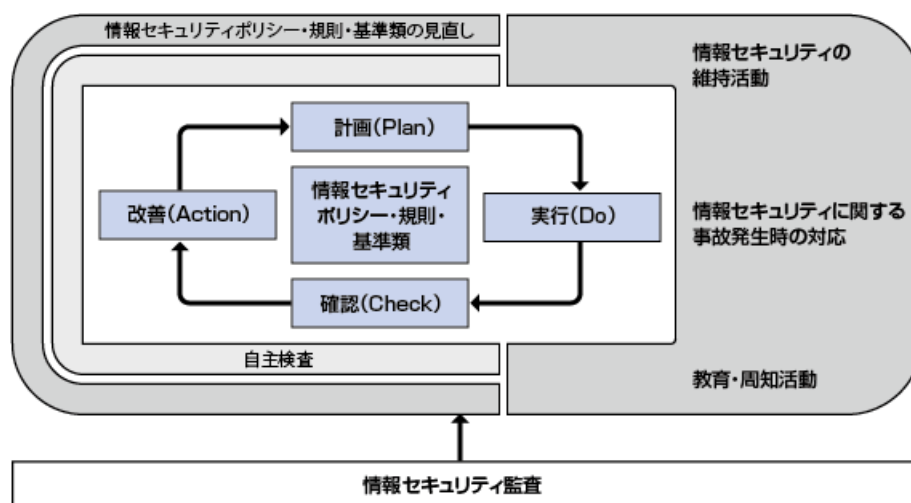 情報セキュリティポリシー・規則・基準類の見直し
情報セキュリティの
維持活動
計画(Plan)
改善(Action)
情報セキュリティ
ポリシー・規則・
基準類
実行(Do)
情報セキュリティに関する
事故発生時の対応
確認(Check)
自主検査
教育・周知活動
情報セキュリティ監査